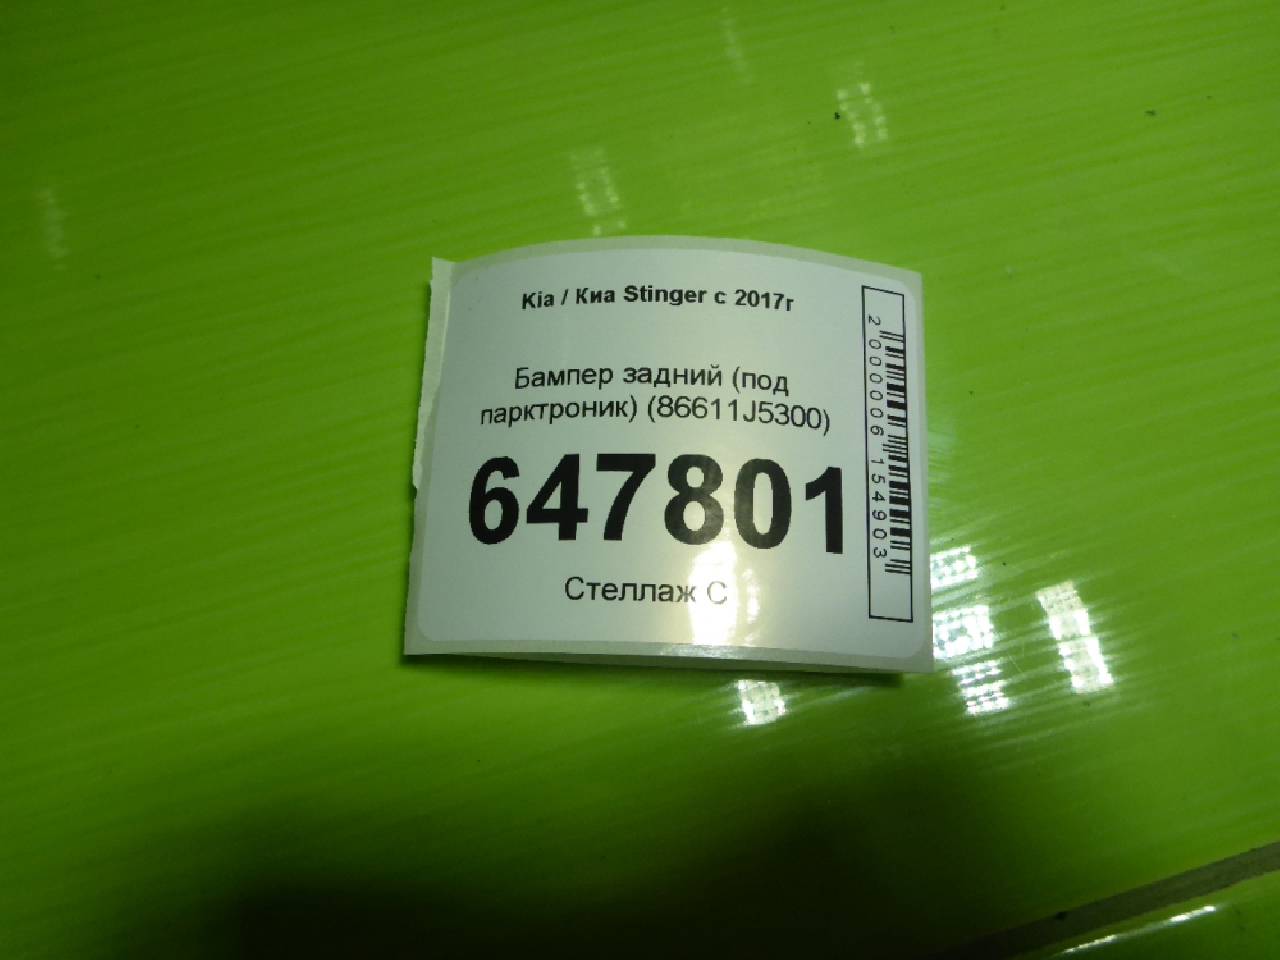 Kia / Киа Stinger с 2017г
Бампер задний (под
парктроник) (86611J5300)
647801
Стеллаж С
2000006154903